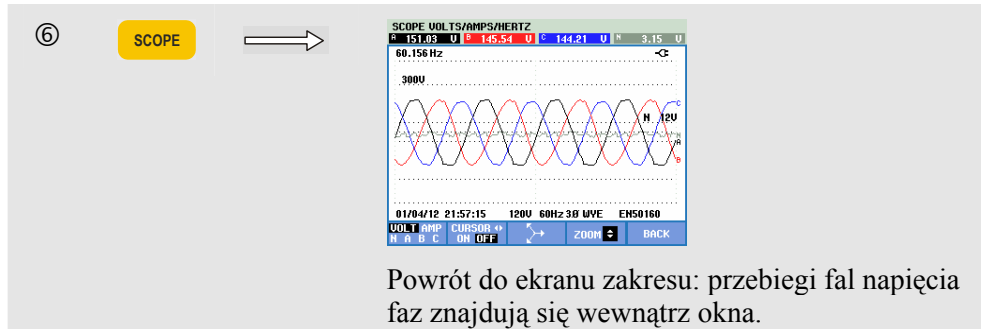 ⑥
SCOPE
SCOPE VOLTS/AMPS/HERTZ
A 151.03 V B 145.54 V C 144.21 V N 3.15 V
60.156Hz
300V
C
N 12V
N
A
B
01/04/12 21:57:15 120V 60Hz 3Ø WYE EN50160
VOLT AMP CURSOR ZOOM BACK
N A B C ON OFF
Powrót do ekranu zakresu: przebiegi fal napięcia
faz znajdują się wewnątrz okna.